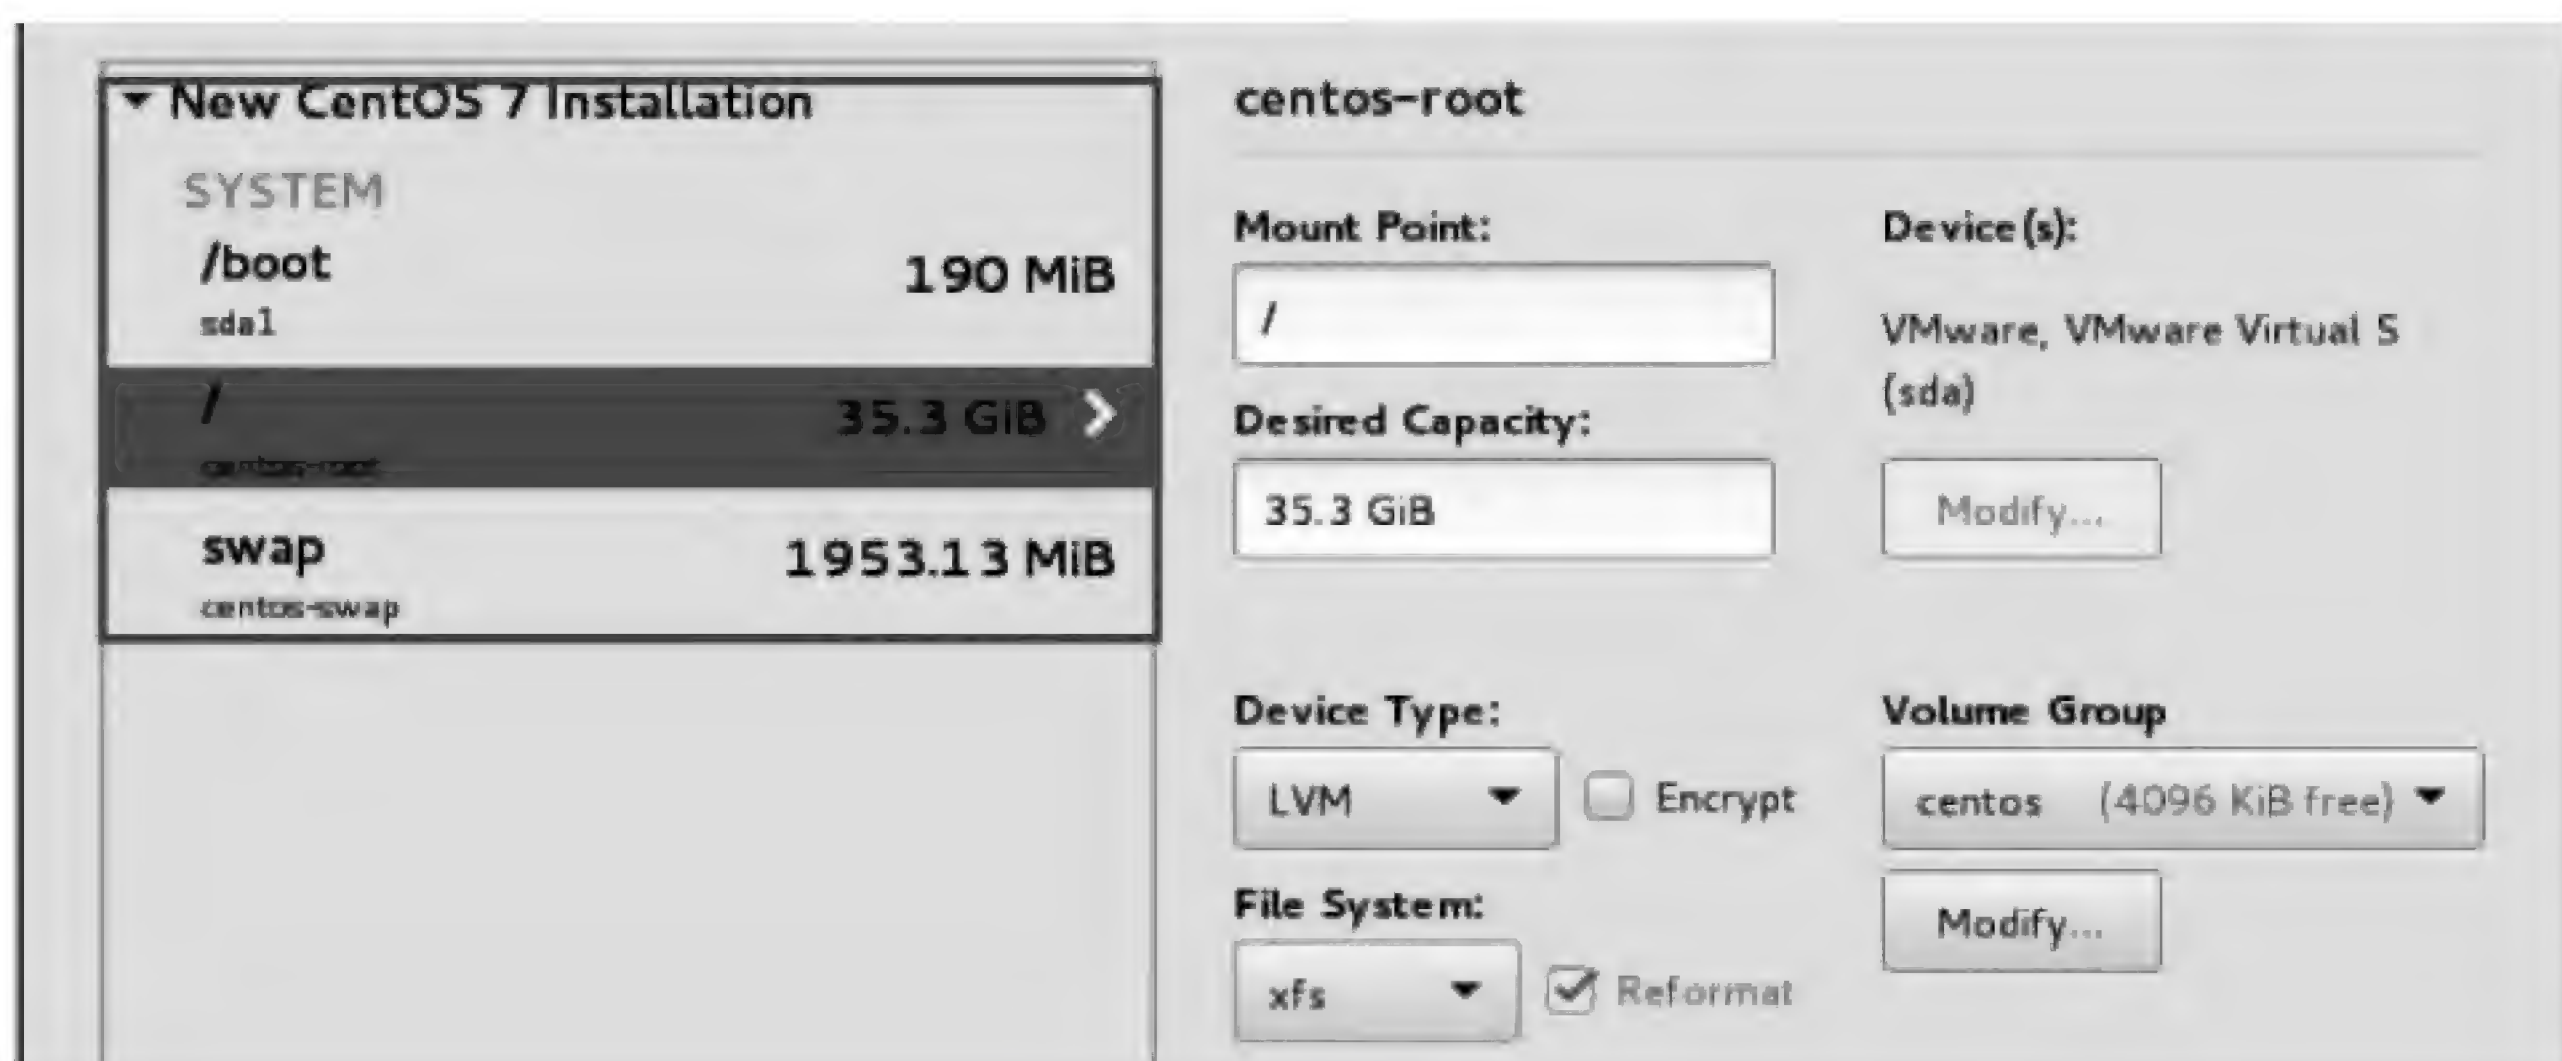 New CentOS 7 Installation
SYSTEM
/boot
190 MiB
sda1
/
35.3 GiB
centos-root
swap
1953.13 MiB
centos-swap
centos-root
Mount Point:
/
Desired Capacity:
35.3 GiB
Device(s):
VMware, VMware Virtual S
(sda)
Modify...
Device Type:
LVM
Encrypt
Volume Group
centos (4096 KiB free)
Modify...
File System:
xfs
Reformat